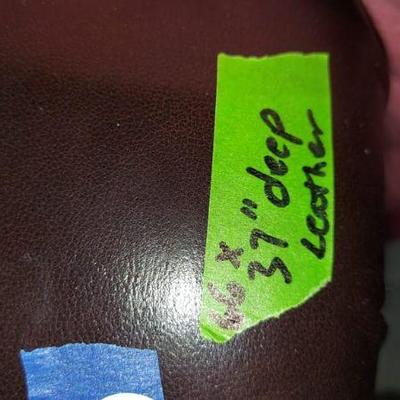 66 x
37" deep
Leather